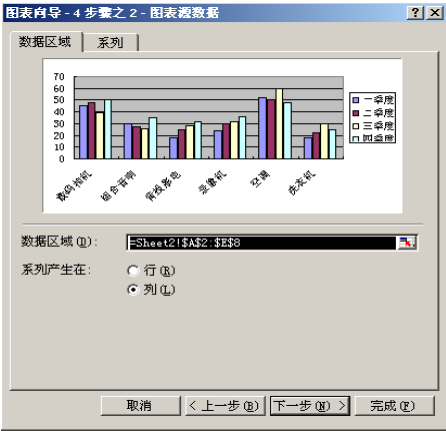 图表向导 - 4 步骤之 2 - 图表源数据
数据区域 系列
70
60
50
40
30
20
10
0
一季度
二季度
三季度
四季度
数码相机 组合音响 背投彩电 录像机 空调 洗衣机
数据区域(D): =Sheet2!$A$2:$E$8
系列产生在: 行(R)
列(L)
取消 < 上一步(B) 下一步(N) > 完成(F)